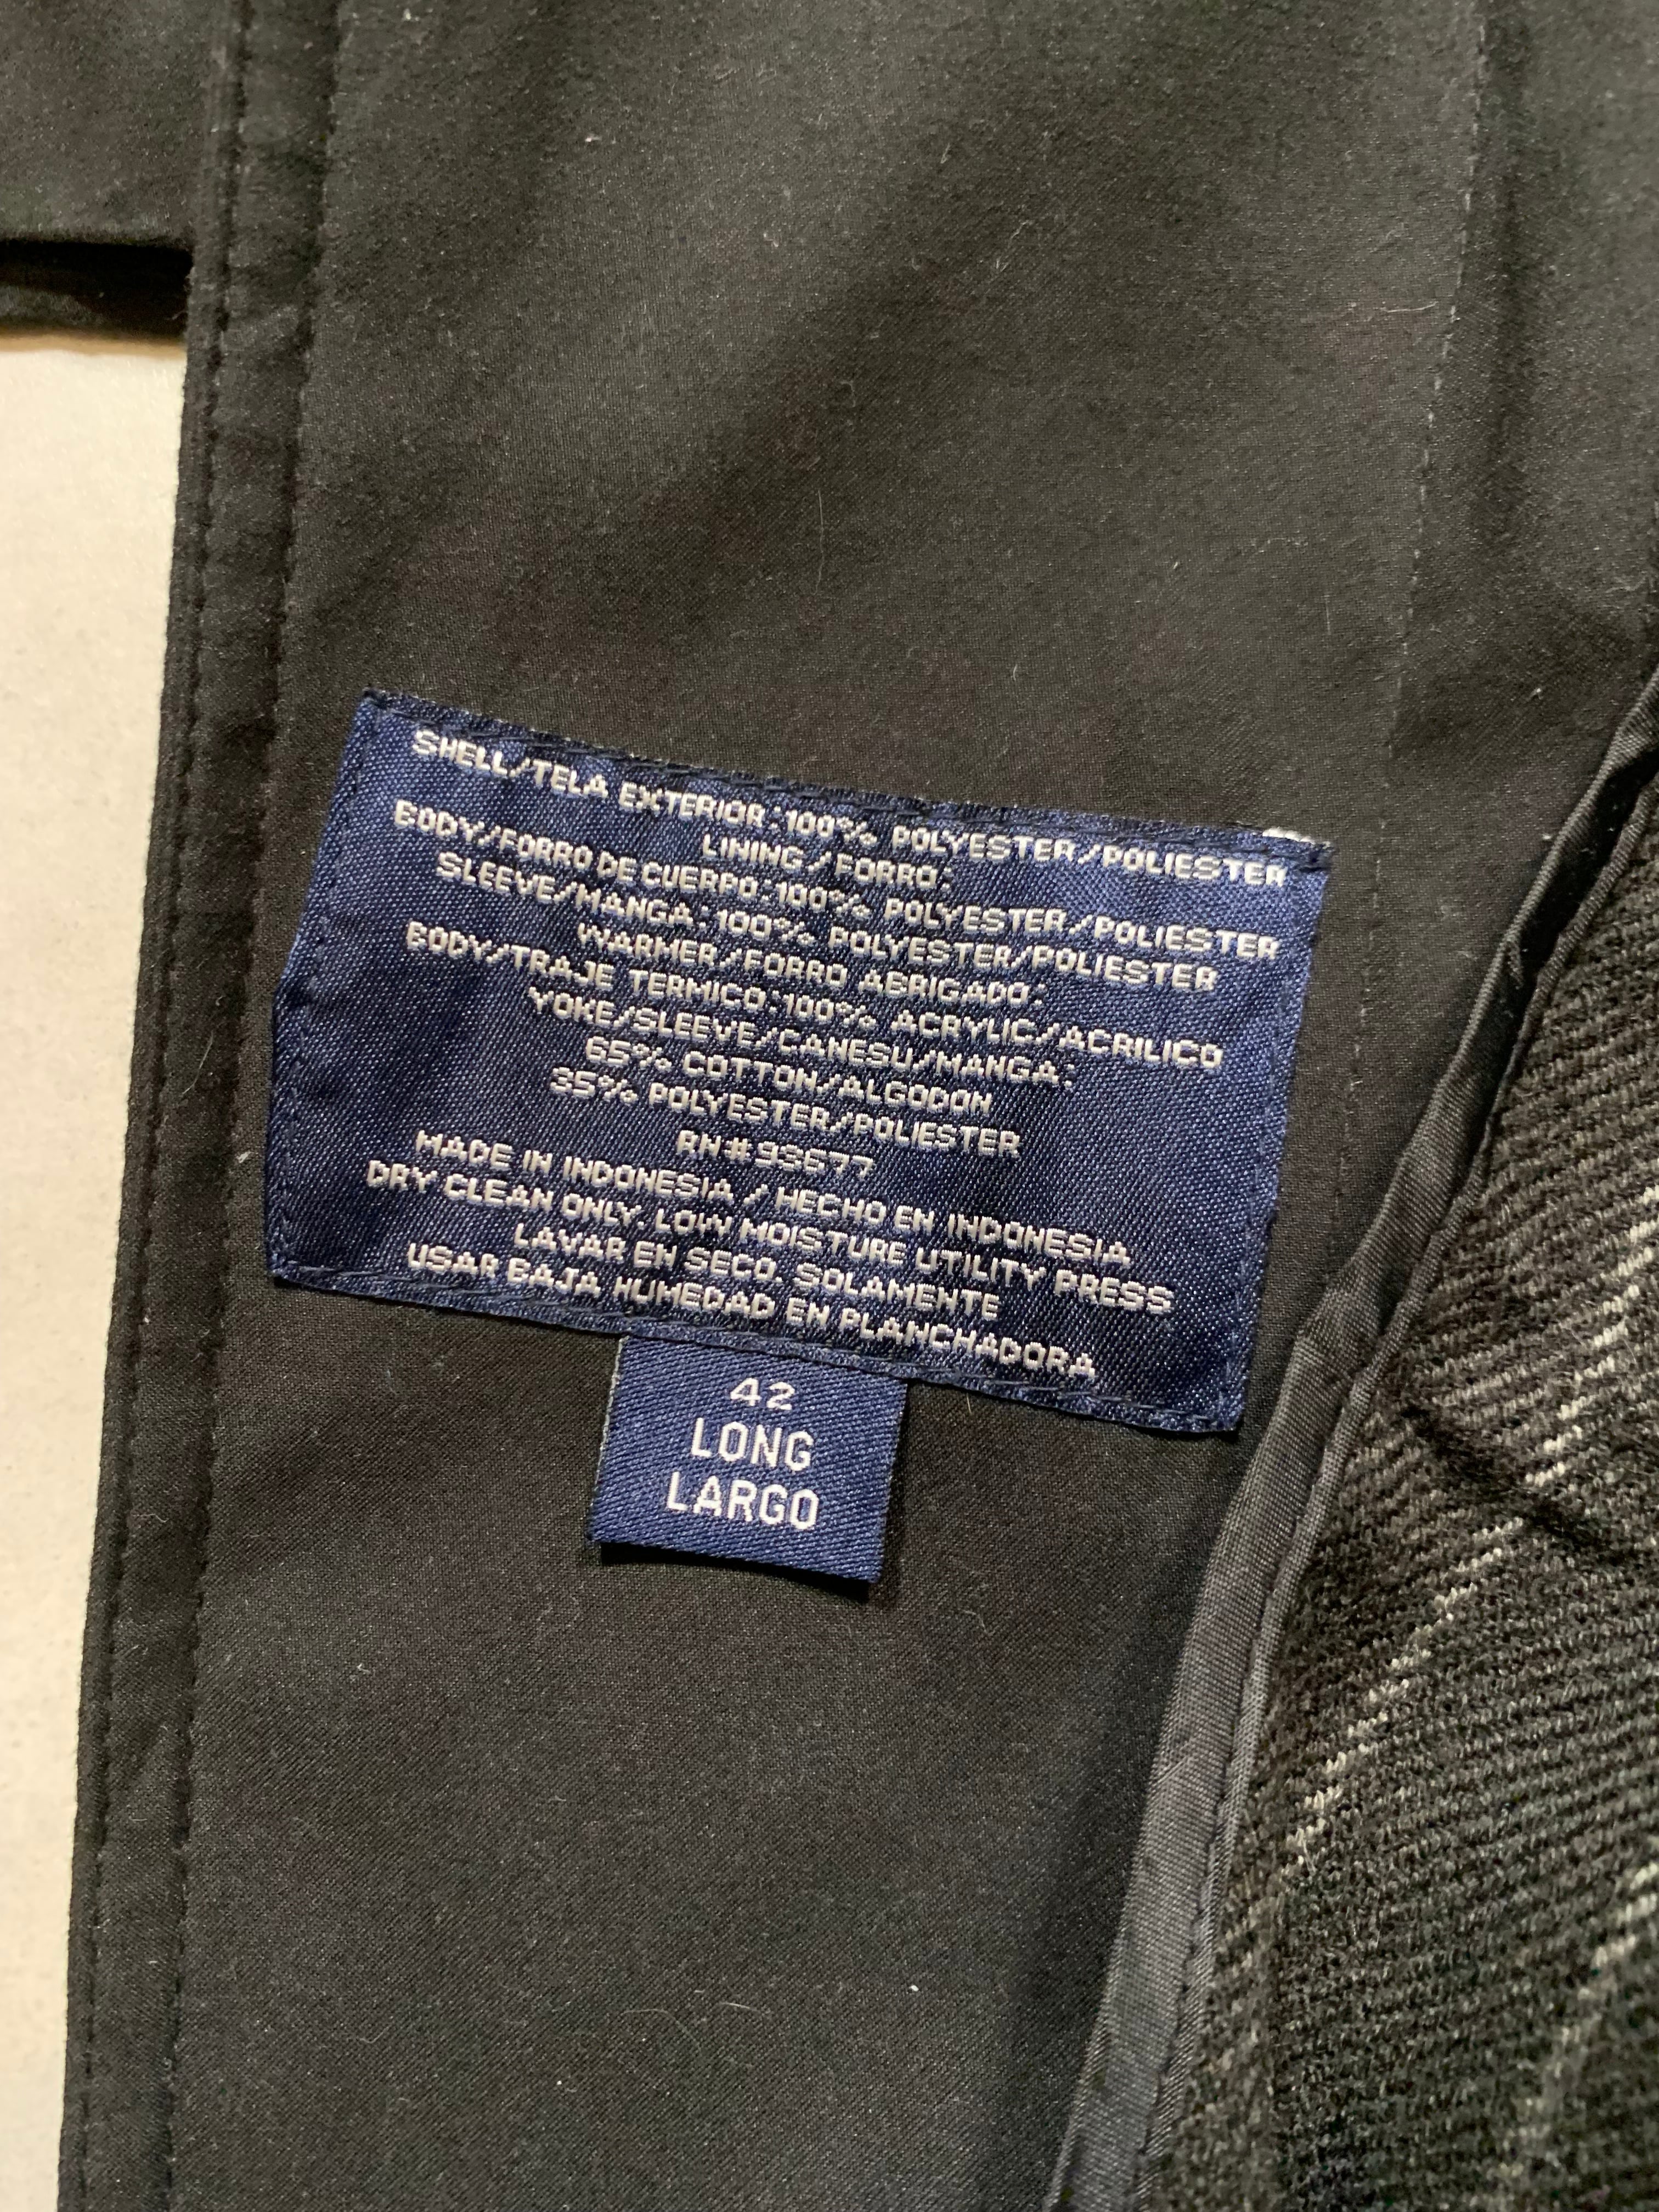 SHELL/TELA EXTERIOR:100% POLYESTER/POLIESTER
LINING/FORRO:
BODY/FORRO DE CUERPO:100% POLYESTER/POLIESTER
SLEEVE/MANGA:100% POLYESTER/POLIESTER
WARMER/FORRO ABRIGADO:
BODY/TRAJE TERMICO:100% ACRYLIC/ACRILICO
YOKE/SLEEVE/CANESU/MANGA:
65% COTTON/ALGODON
35% POLYESTER/POLIESTER
RN#93677
MADE IN INDONESIA / HECHO EN INDONESIA
DRY CLEAN ONLY. LOW MOISTURE UTILITY PRESS
LAVAR EN SECO. SOLAMENTE
USAR BAJA HUMEDAD EN PLANCHADORA
42
LONG
LARGO